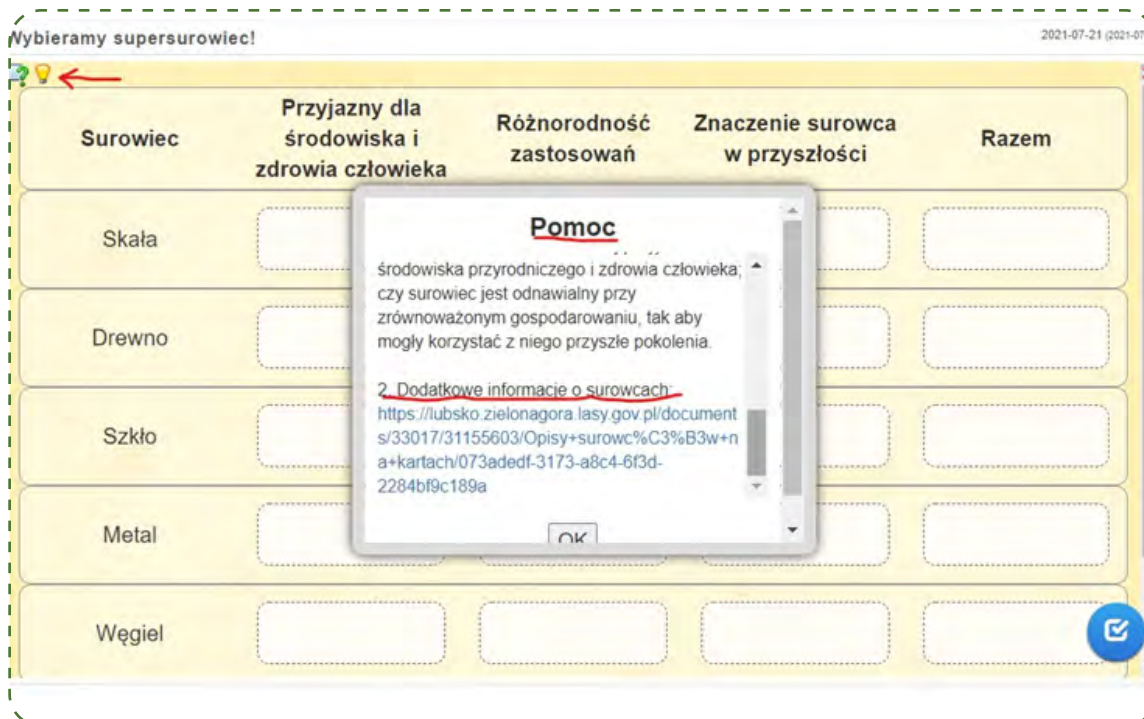 Wybieramy supersurowiec!
2021-07-21 (2021-07
Surowiec
Przyjazny dla
środowiska i
zdrowia człowieka
Różnorodność
zastosowań
Znaczenie surowca
w przyszłości
Razem
Skała
Drewno
Szkło
Metal
Węgiel
Pomoc
środowiska przyrodniczego i zdrowia człowieka;
czy surowiec jest odnawialny przy
zrównoważonym gospodarowaniu, tak aby
mogły korzystać z niego przyszłe pokolenia.
2. Dodatkowe informacje o surowcach:
https://lubsko.zielonagora.lasy.gov.pl/document
s/33017/31155603/Opisy+surowc%C3%B3w+n
a+kartach/073adedf-3173-a8c4-6f3d-
2284bf9c189a
OK